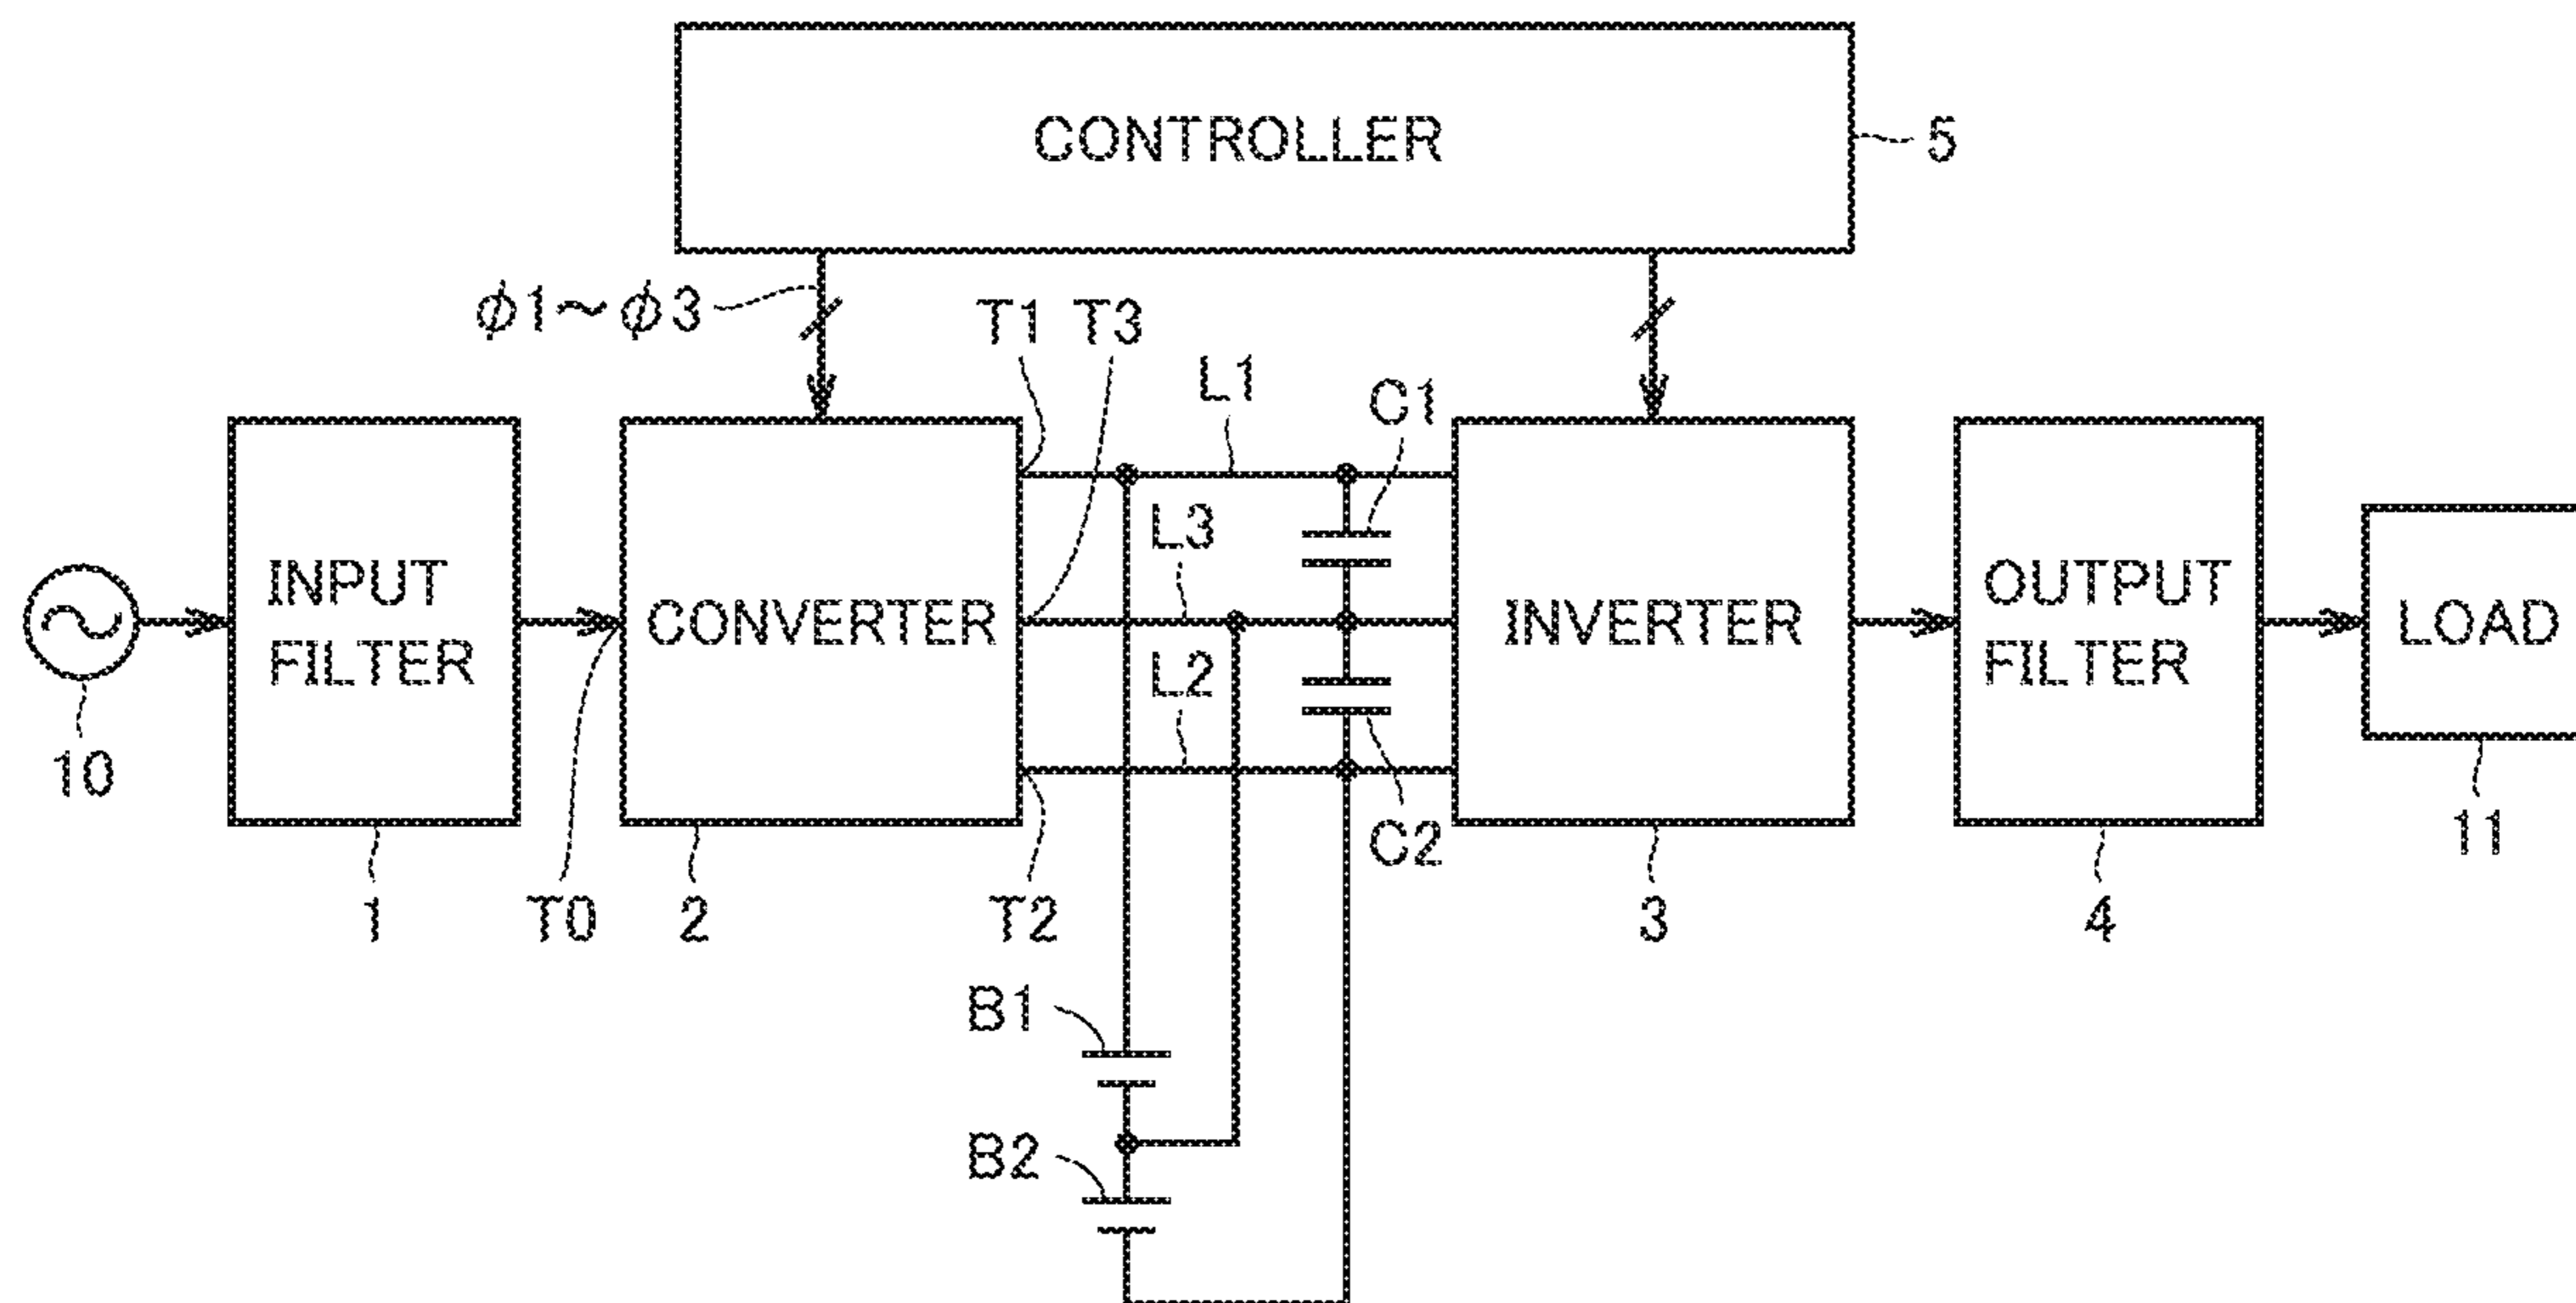 CONTROLLER
5
ϕ1~ϕ3
T1
T3
L1
C1
INPUT
FILTER
CONVERTER
L3
L2
INVERTER
OUTPUT
FILTER
LOAD
10
1
T0
2
T2
C2
3
4
11
B1
B2